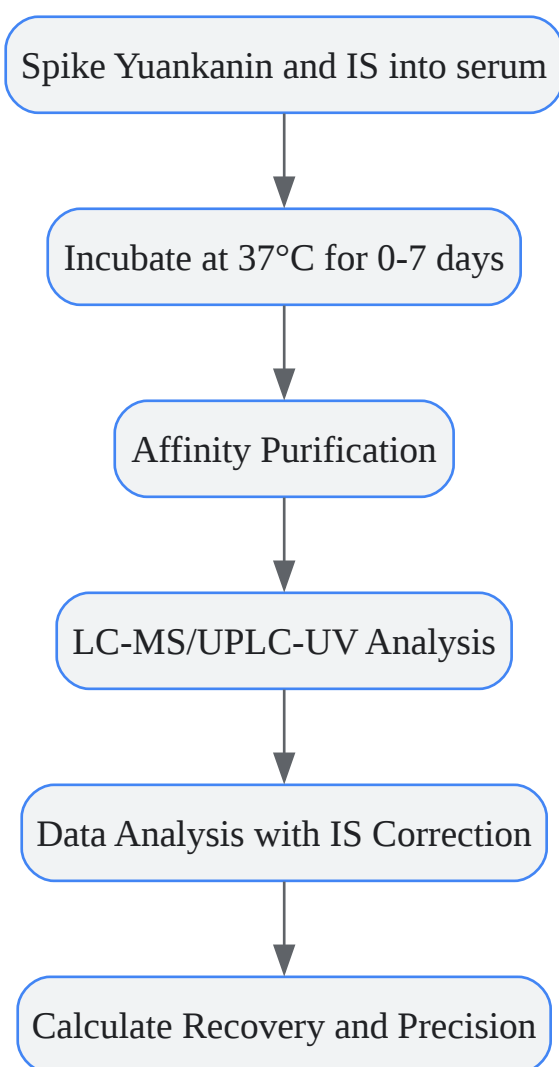 Spike Yuankanin and IS into serum
Incubate at 37°C for 0-7 days
Affinity Purification
LC-MS/UPLC-UV Analysis
Data Analysis with IS Correction
Calculate Recovery and Precision